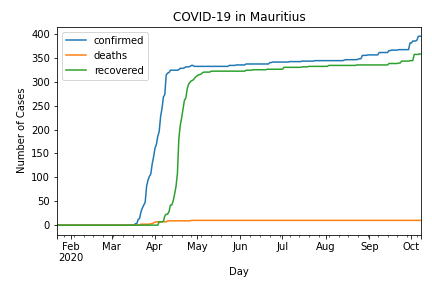 COVID-19 in Mauritius
confirmed
deaths
recovered
Number of Cases
400
350
300
250
200
150
100
50
0
Feb Mar Apr May Jun Jul Aug Sep Oct
2020
Day